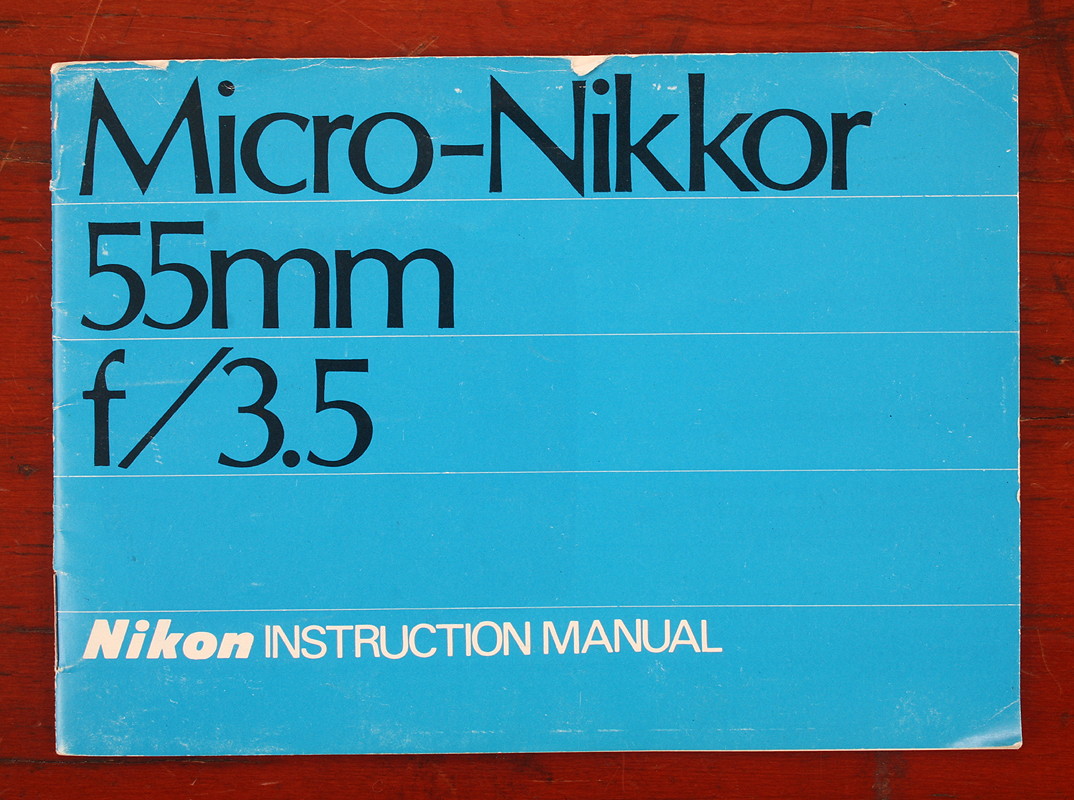 Micro-Nikkor
55mm
f/3.5
Nikon INSTRUCTION MANUAL